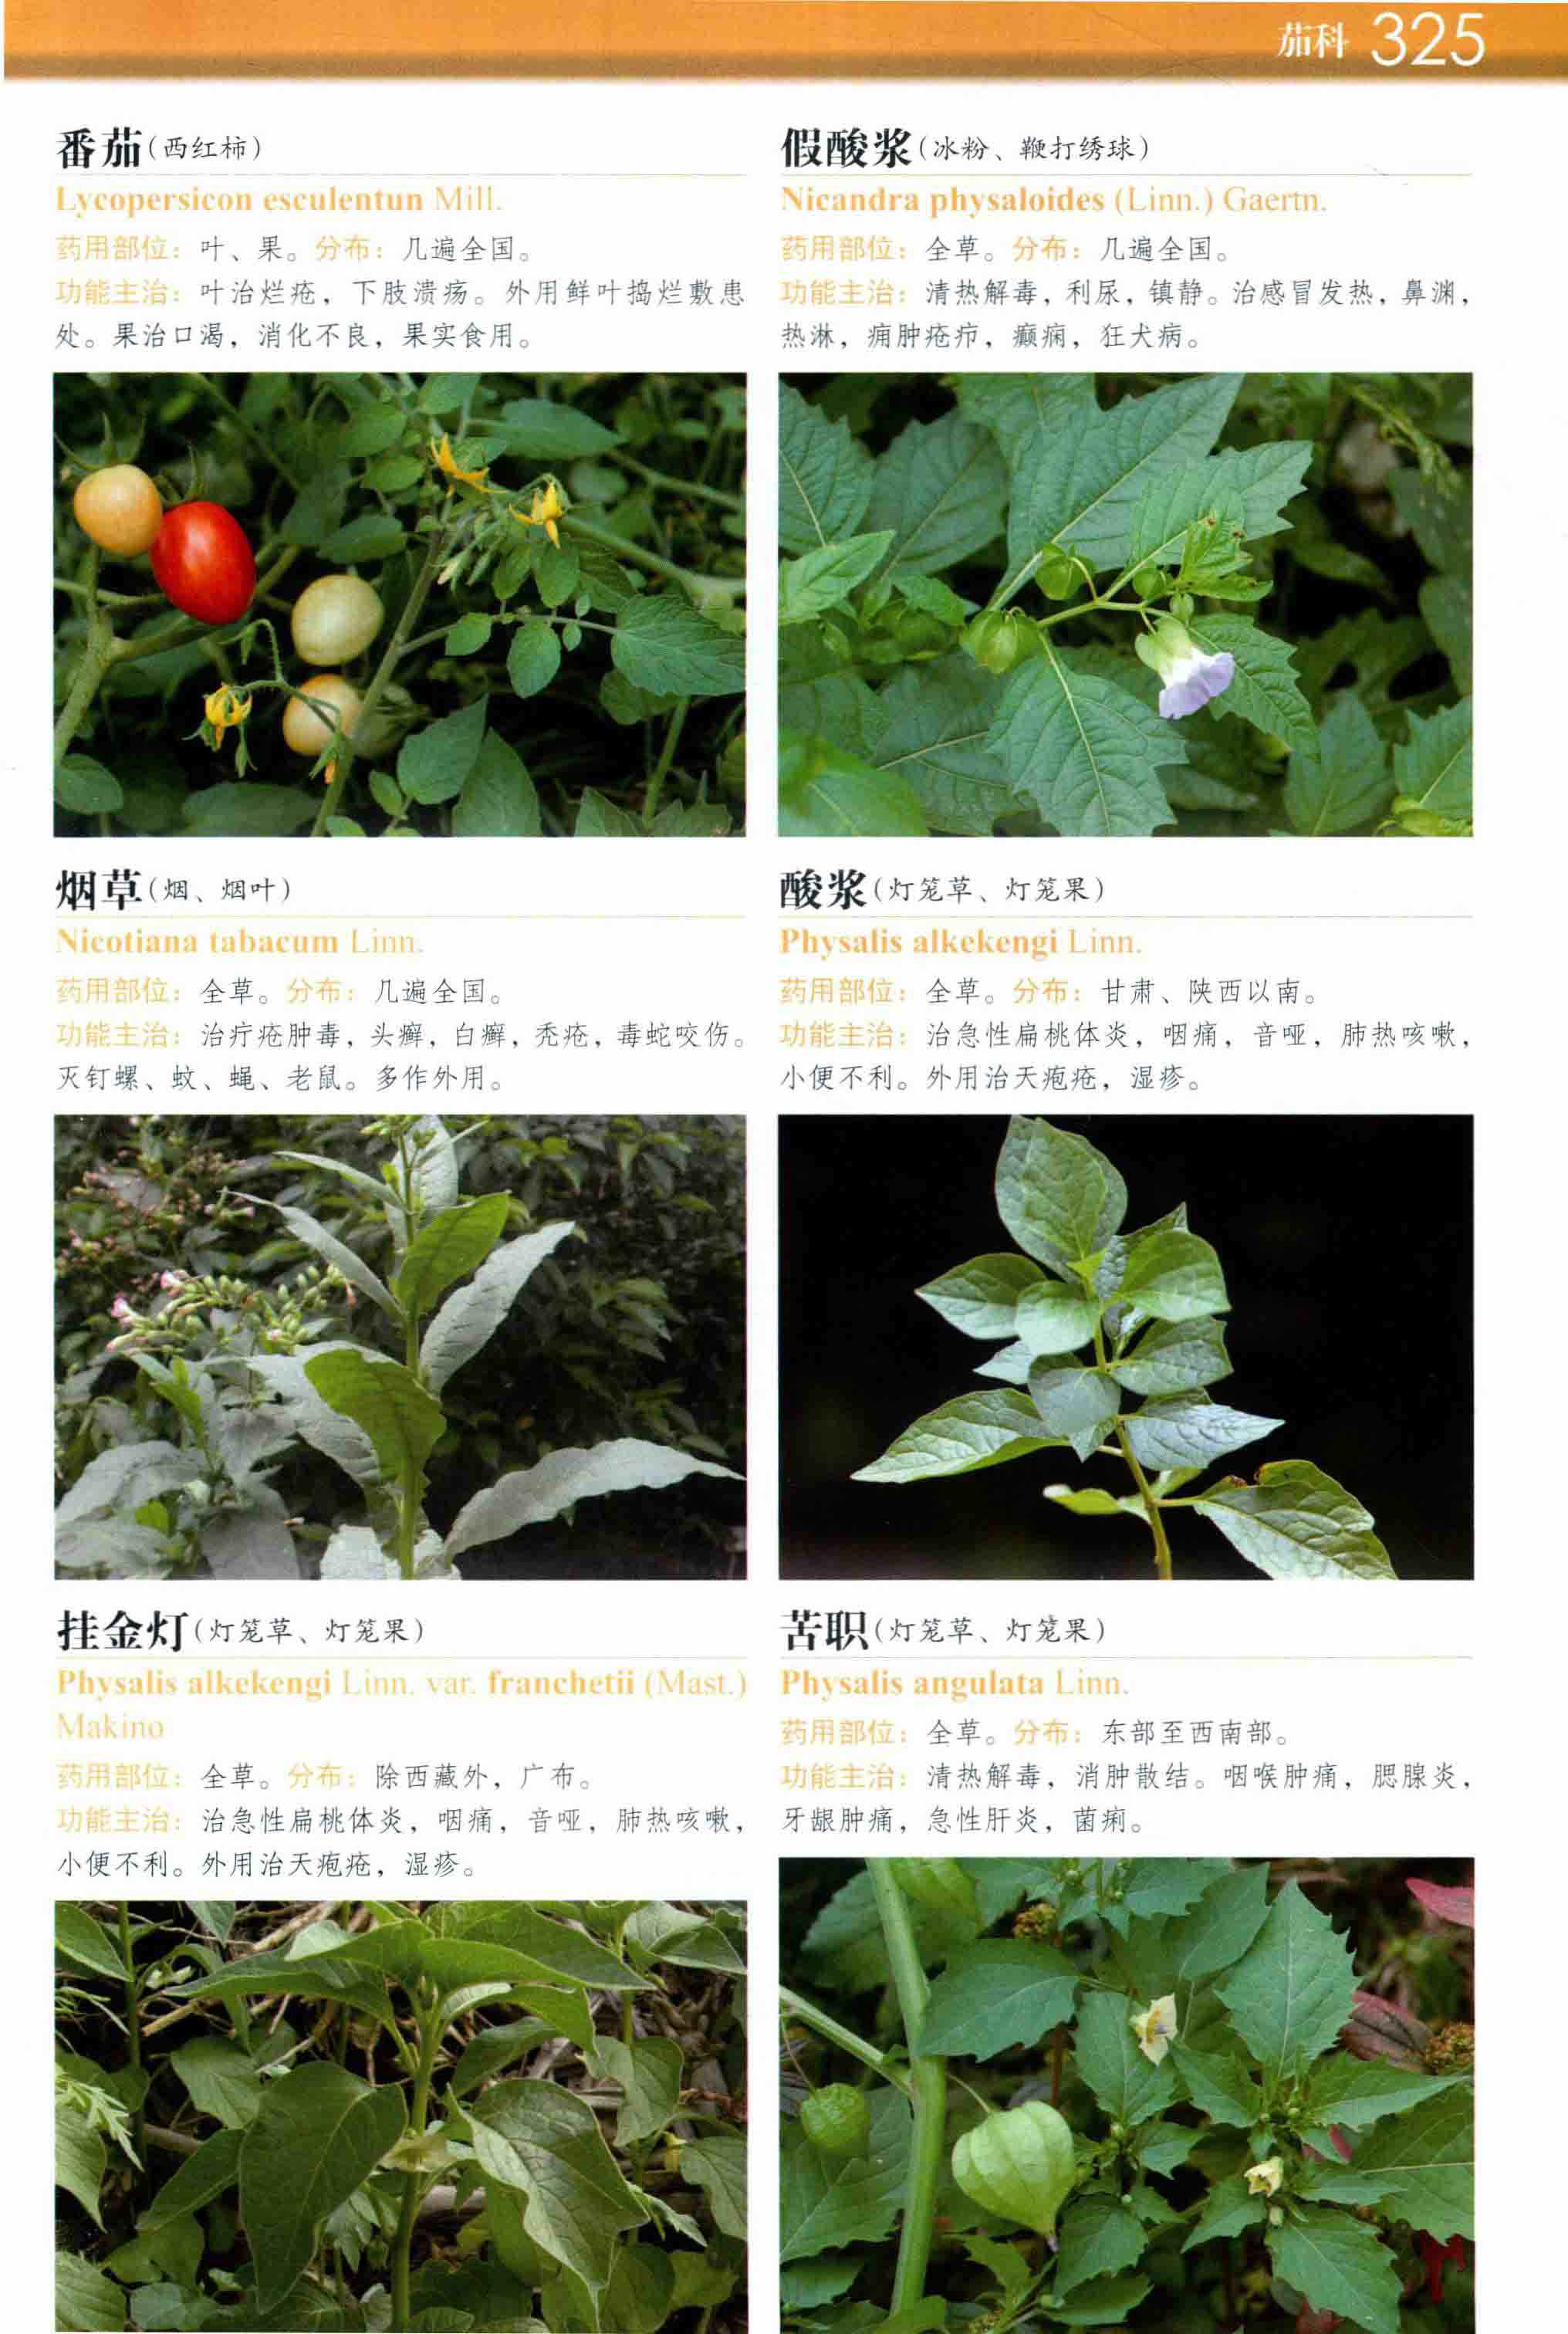 茄科 325
番茄(西红柿)
Lycopersicon esculentun Mill.
药用部位：叶、果。分布：几遍全国。
功能主治：叶治烂疮，下肢溃疡。外用鲜叶捣烂敷患
处。果治口渴，消化不良，果实食用。
假酸浆(冰粉、鞭打绣球)
Nicandra physaloides (Linn.) Gaertn.
药用部位：全草。分布：几遍全国。
功能主治：清热解毒，利尿，镇静。治感冒发热，鼻渊，
热淋，痈肿疮疖，癫痫，狂犬病。
烟草(烟、烟叶)
Nicotiana tabacum Linn.
药用部位：全草。分布：几遍全国。
功能主治：治疗疮肿毒，头癣，白癣，秃疮，毒蛇咬伤。
灭钉螺、蚊、蝇、老鼠。多作外用。
酸浆(灯笼草、灯笼果)
Physalis alkekengi Linn.
药用部位：全草。分布：甘肃、陕西以南。
功能主治：治急性扁桃体炎，咽痛，音哑，肺热咳嗽，
小便不利。外用治天疱疮，湿疹。
挂金灯(灯笼草、灯笼果)
Physalis alkekengi Linn. var. franchetii (Mast.)
Makino
药用部位：全草。分布：除西藏外，广布。
功能主治：治急性扁桃体炎，咽痛，音哑，肺热咳嗽，
小便不利。外用治天疱疮，湿疹。
苦职(灯笼草、灯笼果)
Physalis angulata Linn.
药用部位：全草。分布：东部至西南部。
功能主治：清热解毒，消肿散结。咽喉肿痛，腮腺炎，
牙龈肿痛，急性肝炎，菌痢。